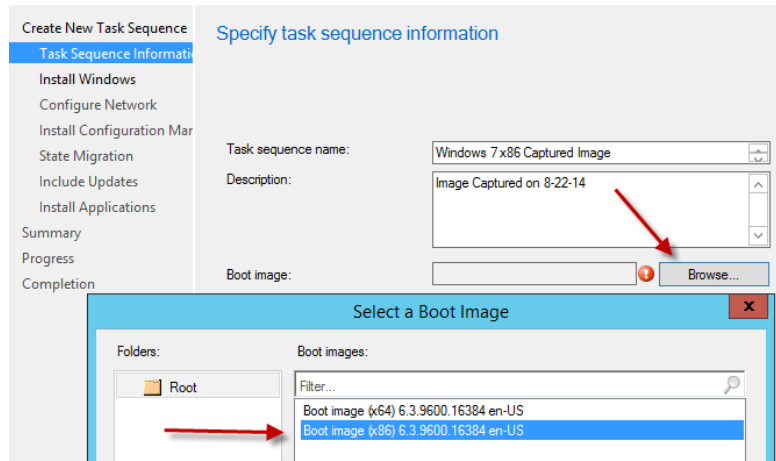 Create New Task Sequence
Task Sequence Informati
Install Windows
Configure Network
Install Configuration Mar
State Migration
Include Updates
Install Applications
Summary
Progress
Completion
Specify task sequence information
Task sequence name:
Windows 7 x86 Captured Image
Description:
Image Captured on 8-22-14
Boot image:
Browse...
Select a Boot Image
x
Folders:
Boot images:
Root
Filter...
Boot image (x64) 6.3.9600.16384 en-US
Boot image (x86) 6.3.9600.16384 en-US